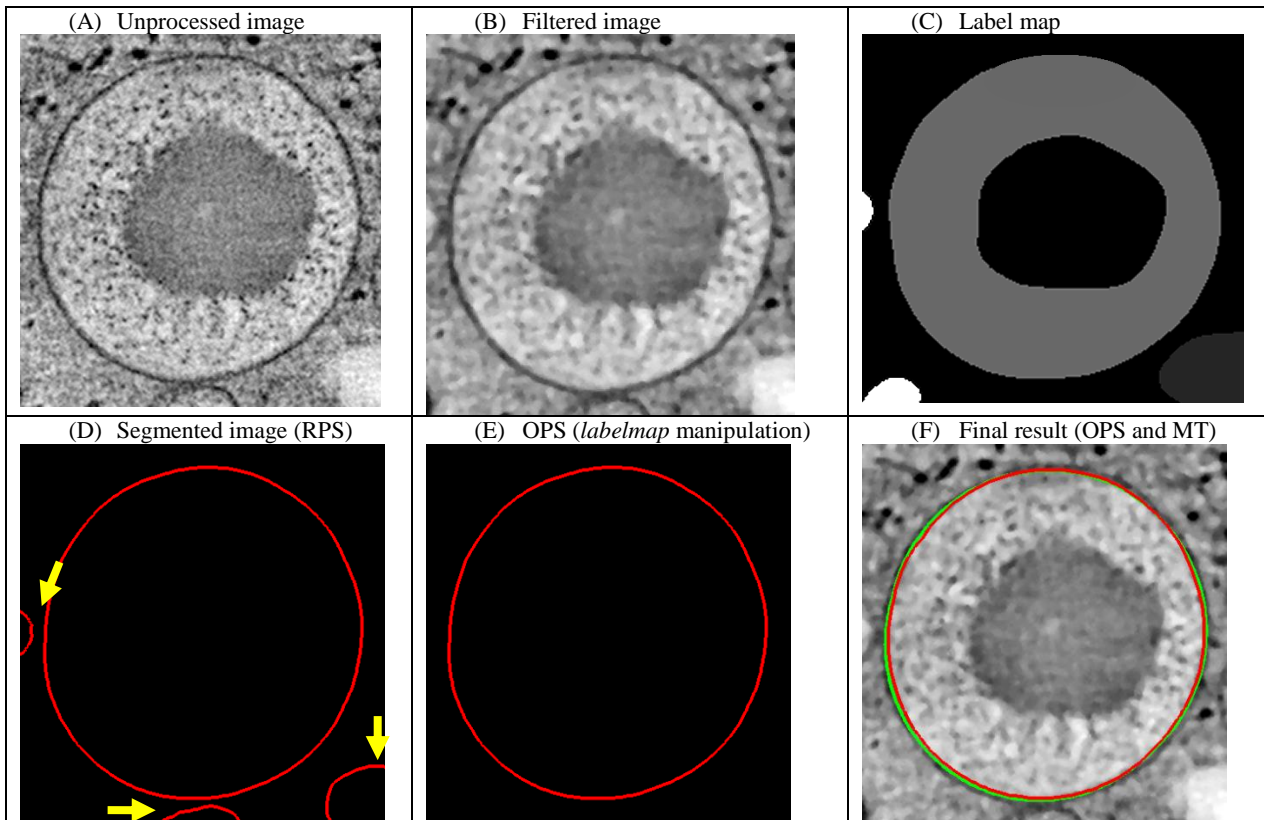 (A) Unprocessed image
(B) Filtered image
(C) Label map
(D) Segmented image (RPS)
(E) OPS (labelmap manipulation)
(F) Final result (OPS and MT)